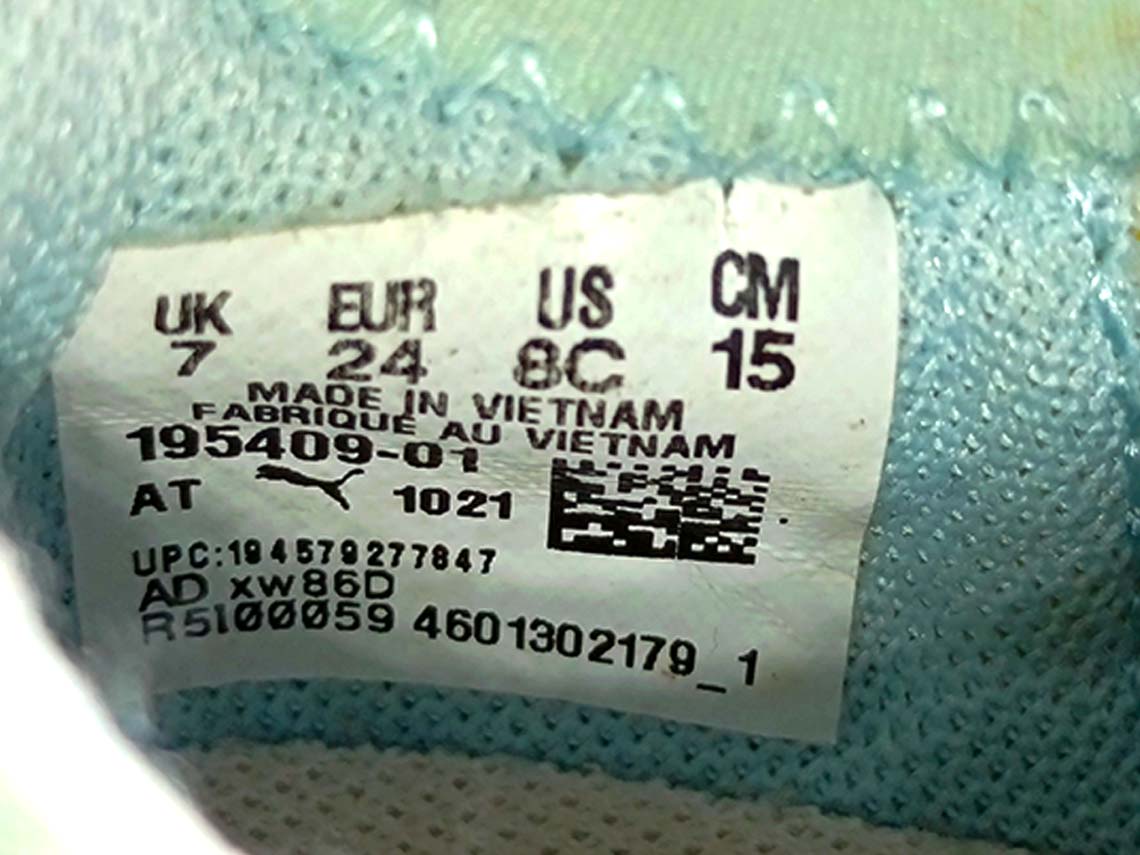 UK EUR US CM
7 24 8C 15
MADE IN VIETNAM
FABRIQUE AU VIETNAM
195409-01
AT 1021
UPC:194579277847
AD xw86D
R5100059 4601302179_1